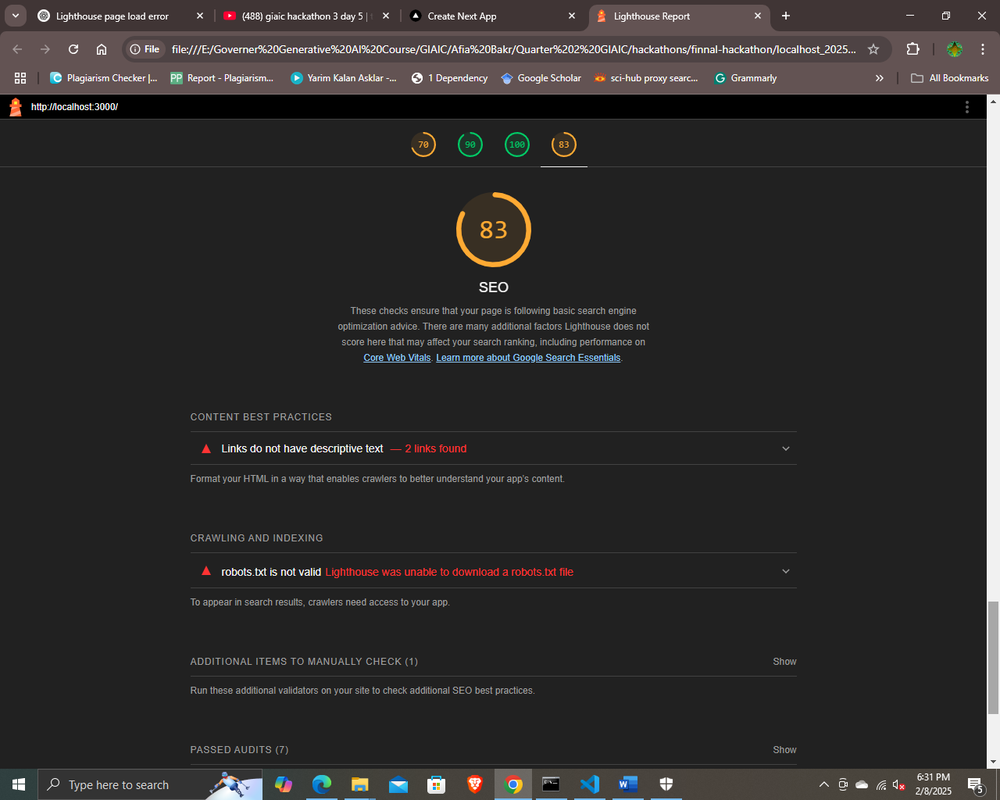 Lighthouse page load error
(488) giaic hackathon 3 day 5 |
Create Next App
Lighthouse Report
File
file:///E:/Governer%20Generative%20AI%20Course/GIAIC/Afia%20Bakr/Quarter%202%20GIAIC/hackathons/finnal-hackathon/localhost_2025...
Plagiarism Checker |...
PP
Report - Plagiarism...
Yarim Kalan Asklar -...
1 Dependency
Google Scholar
sci-hub proxy searc...
Grammarly
All Bookmarks
http://localhost:3000/
70
90
100
83
83
SEO
These checks ensure that your page is following basic search engine
optimization advice. There are many additional factors Lighthouse does not
score here that may affect your search ranking, including performance on
Core Web Vitals. Learn more about Google Search Essentials.
CONTENT BEST PRACTICES
Links do not have descriptive text — 2 links found
Format your HTML in a way that enables crawlers to better understand your app's content.
CRAWLING AND INDEXING
robots.txt is not valid Lighthouse was unable to download a robots.txt file
To appear in search results, crawlers need access to your app.
ADDITIONAL ITEMS TO MANUALLY CHECK (1)
Show
Run these additional validators on your site to check additional SEO best practices.
PASSED AUDITS (7)
Show
Type here to search
6:31 PM
2/8/2025
5